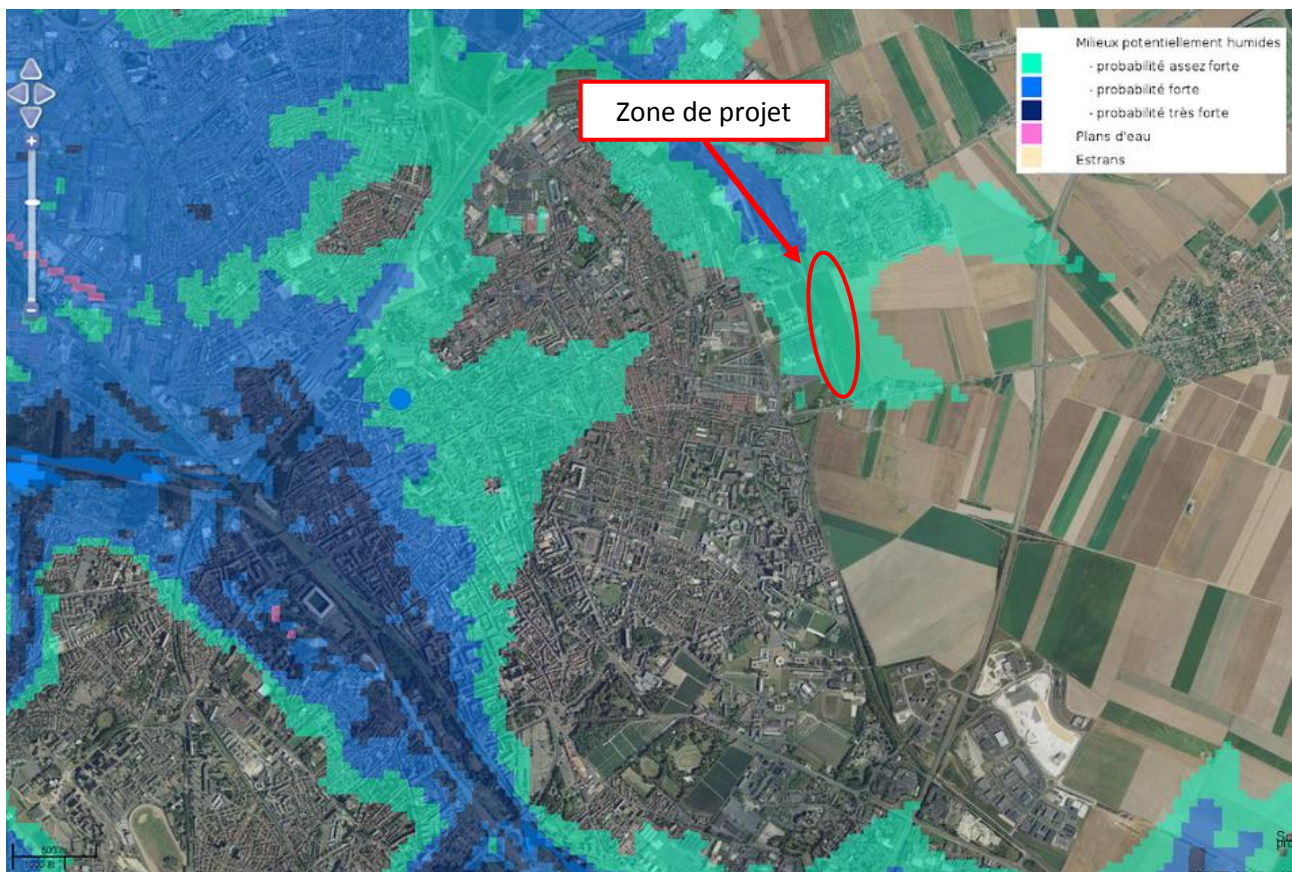 Zone de projet
Milieux potentiellement humides
- probabilité assez forte
- probabilité forte
- probabilité très forte
Plans d'eau
Estrans